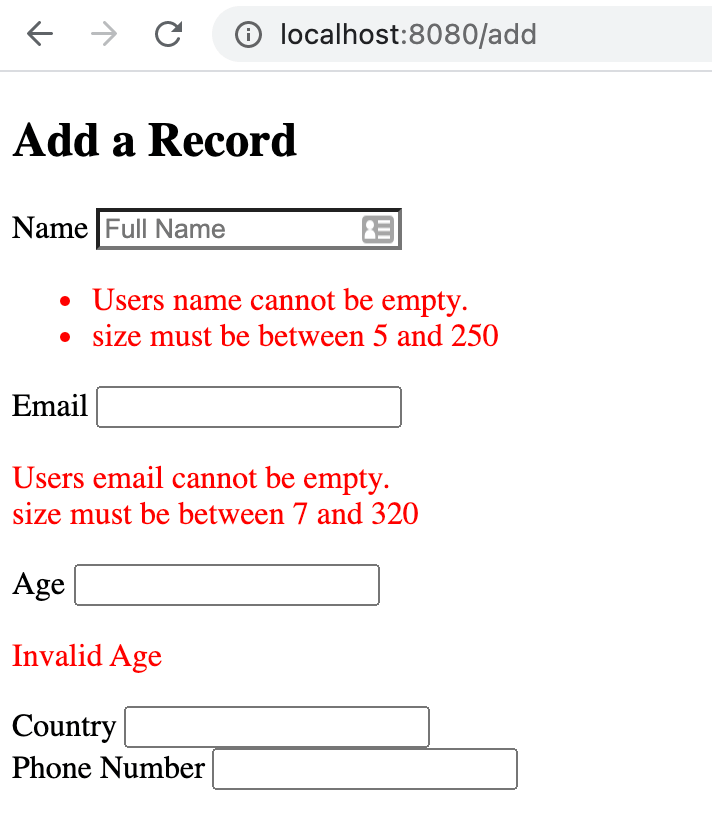 localhost:8080/add
Add a Record
Name Full Name
Users name cannot be empty.
size must be between 5 and 250
Email
Users email cannot be empty.
size must be between 7 and 320
Age
Invalid Age
Country
Phone Number